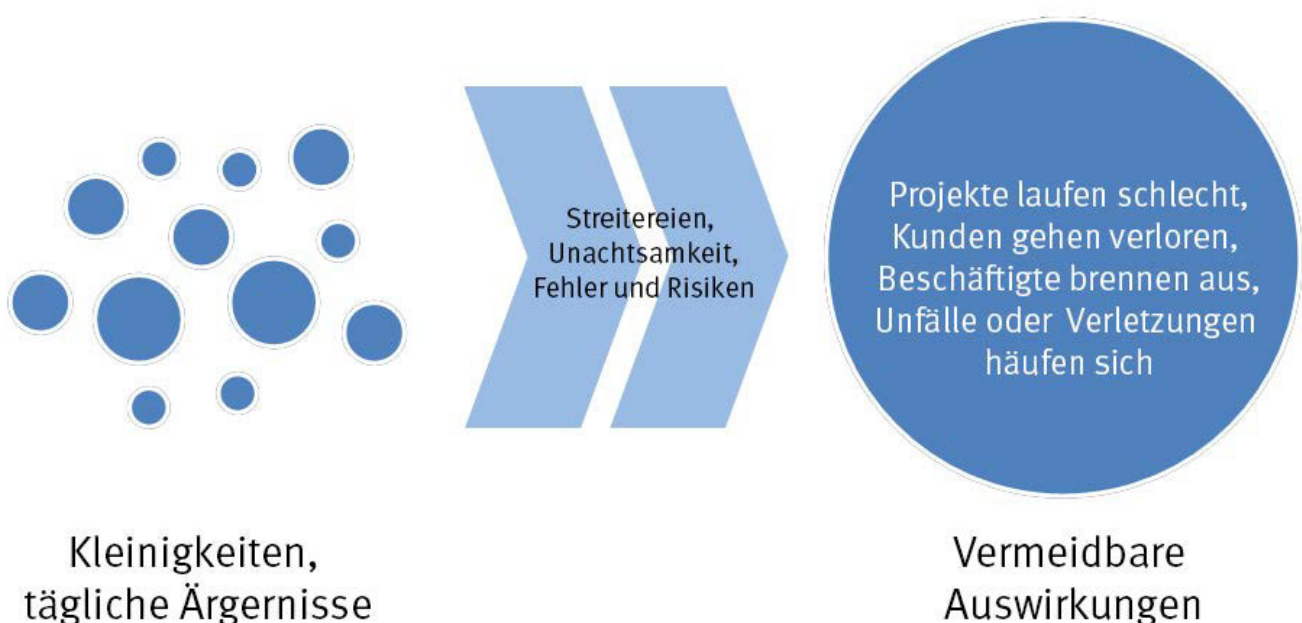 Streitereien,
Unachtsamkeit,
Fehler und Risiken
Projekte laufen schlecht,
Kunden gehen verloren,
Beschäftigte brennen aus,
Unfälle oder Verletzungen
häufen sich
Kleinigkeiten,
tägliche Ärgernisse
Vermeidbare
Auswirkungen